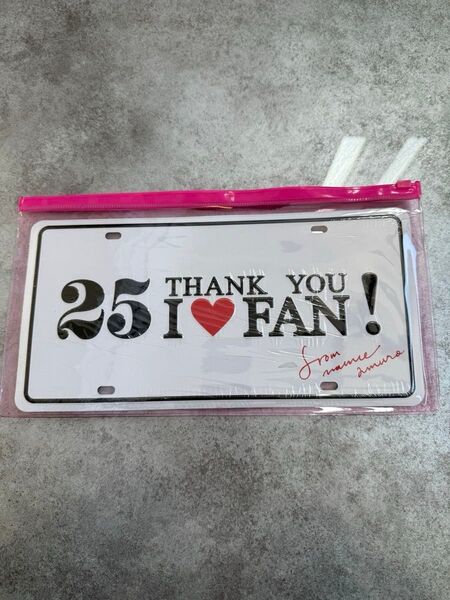 25 THANK YOU
I ❤ FAN!
from
namie
amuro